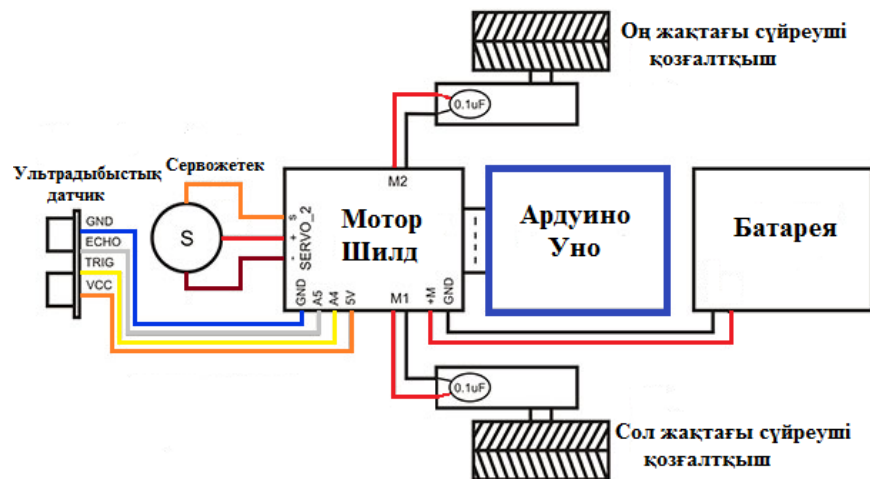 Оң жақтағы сүйреуші
қозғалтқыш
0.1uF
Ультрадыбыстық
датчик
Сервожетек
GND
ECHO
TRIG
VCC
S
s
+
-
SERVO_2
M2
Мотор
Шилд
GND
A5
A4
5V
M1
+M
GND
Ардуино
Уно
Батарея
0.1uF
Сол жақтағы сүйреуші
қозғалтқыш